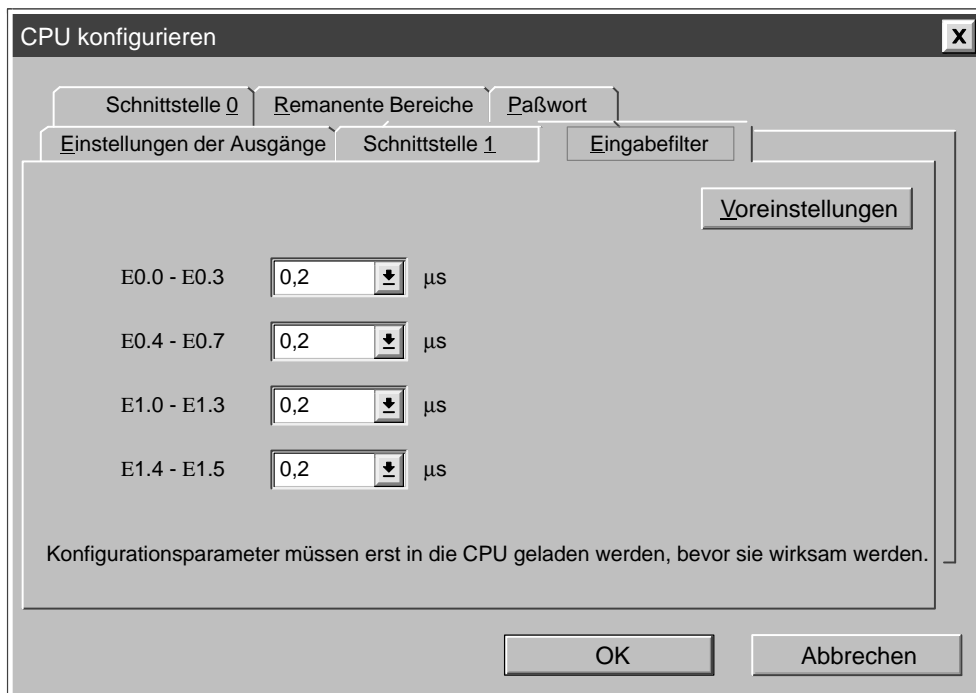 CPU konfigurieren
Schnittstelle 0 Remanente Bereiche Paßwort
Einstellungen der Ausgänge Schnittstelle 1 Eingabefilter
Voreinstellungen
E0.0 - E0.3 0,2 µs
E0.4 - E0.7 0,2 µs
E1.0 - E1.3 0,2 µs
E1.4 - E1.5 0,2 µs
Konfigurationsparameter müssen erst in die CPU geladen werden, bevor sie wirksam werden.
OK Abbrechen